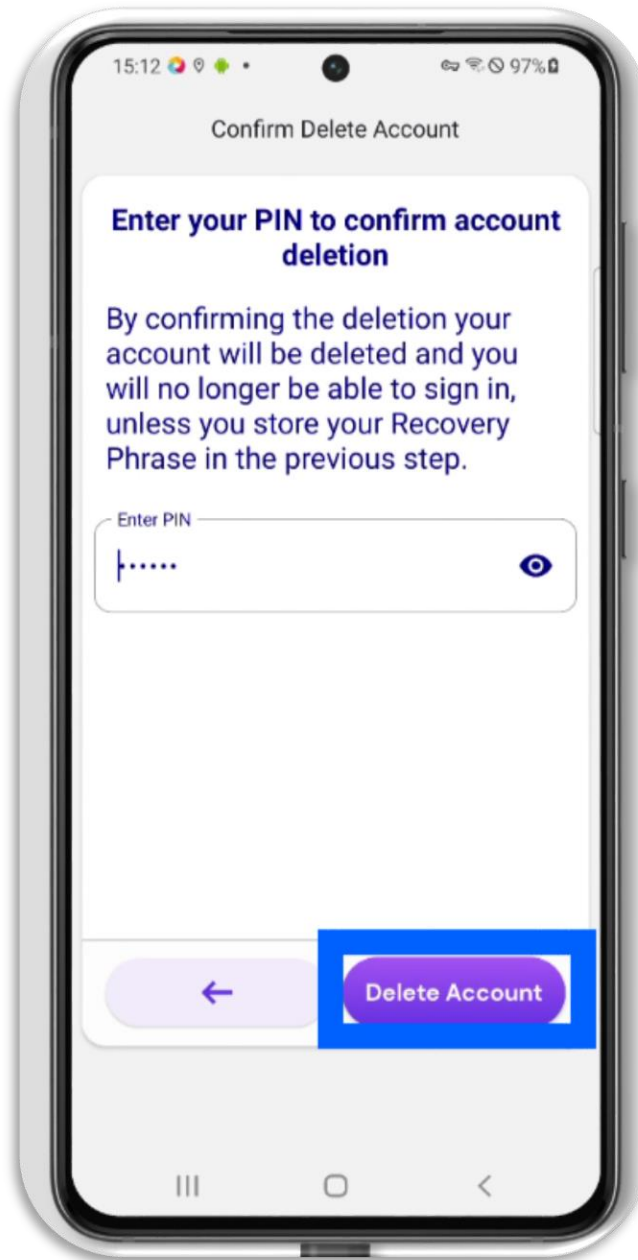 15:12 97%
Confirm Delete Account
Enter your PIN to confirm account
deletion
By confirming the deletion your
account will be deleted and you
will no longer be able to sign in,
unless you store your Recovery
Phrase in the previous step.
Enter PIN
••••••
Delete Account